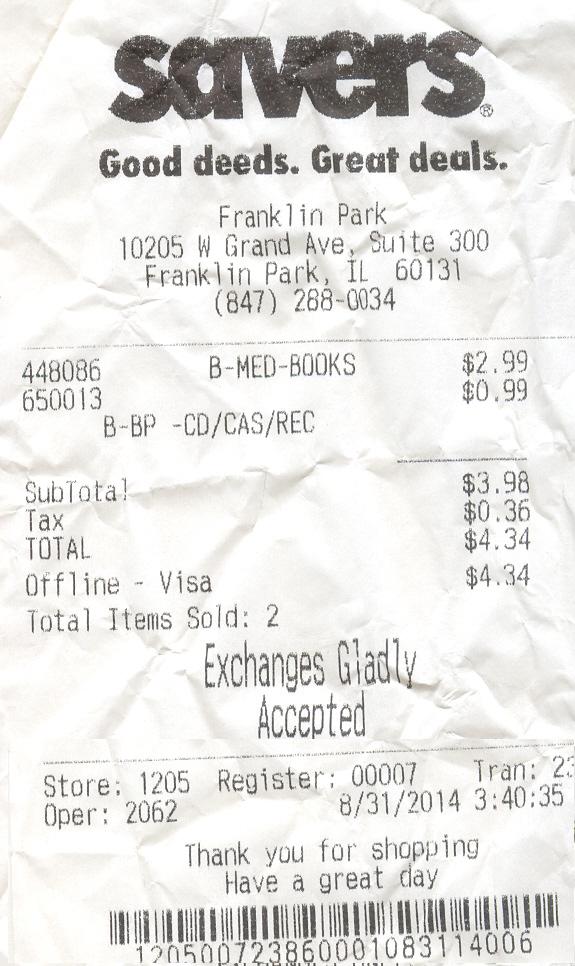 savers®
Good deeds. Great deals.
Franklin Park
10205 W Grand Ave, Suite 300
Franklin Park, IL 60131
(847) 288-0034
448086 B-MED-BOOKS $2.99
650013 $0.99
B-BP -CD/CAS/REC
SubTotal $3.98
Tax $0.36
TOTAL $4.34
Offline - Visa $4.34
Total Items Sold: 2
Exchanges Gladly
Accepted
Store: 1205 Register: 00007 Tran: 23
Oper: 2062 8/31/2014 3:40:35
Thank you for shopping
Have a great day
120500723860001083114006